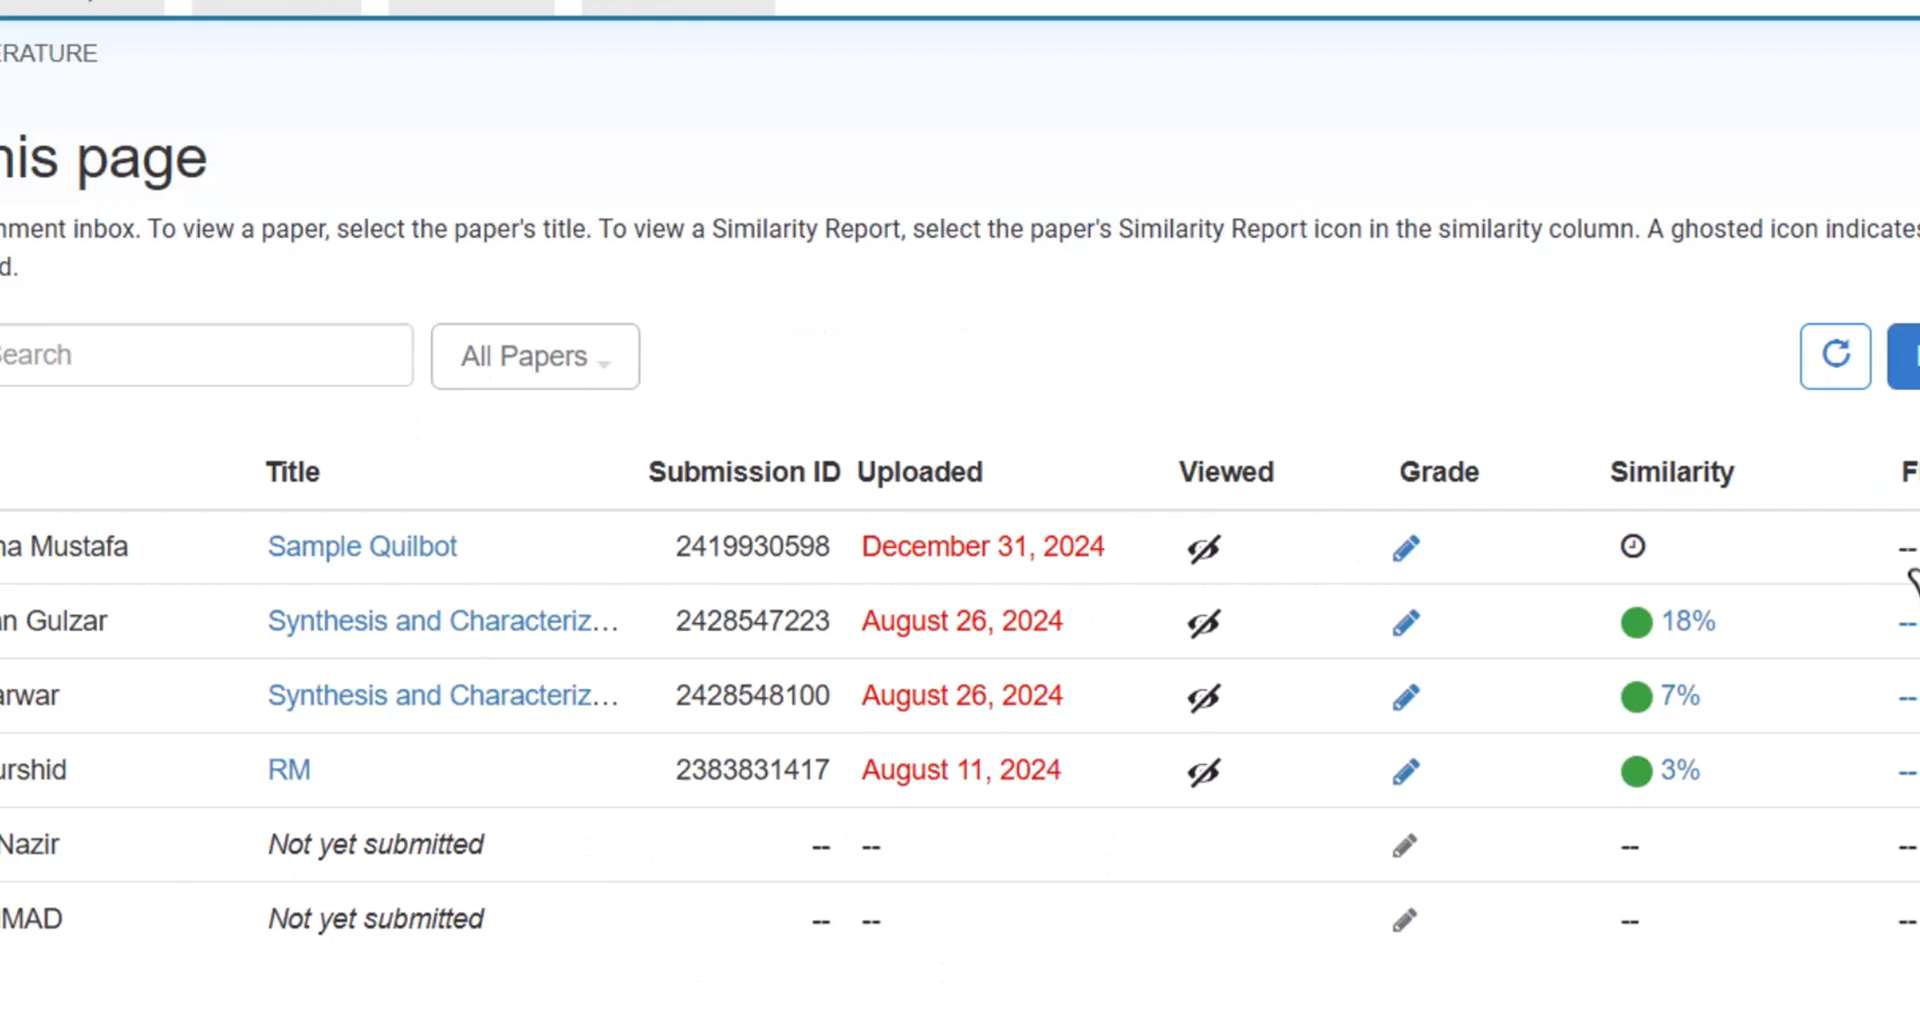 ERATURE
his page
nment inbox. To view a paper, select the paper's title. To view a Similarity Report, select the paper's Similarity Report icon in the similarity column. A ghosted icon indicates
d.
Search All Papers
Title Submission ID Uploaded Viewed Grade Similarity F
na Mustafa Sample Quilbot 2419930598 December 31, 2024 --
n Gulzar Synthesis and Characteriz... 2428547223 August 26, 2024 18% --
arwar Synthesis and Characteriz... 2428548100 August 26, 2024 7% --
urshid RM 2383831417 August 11, 2024 3% --
Nazir Not yet submitted -- -- -- --
MAD Not yet submitted -- -- -- --